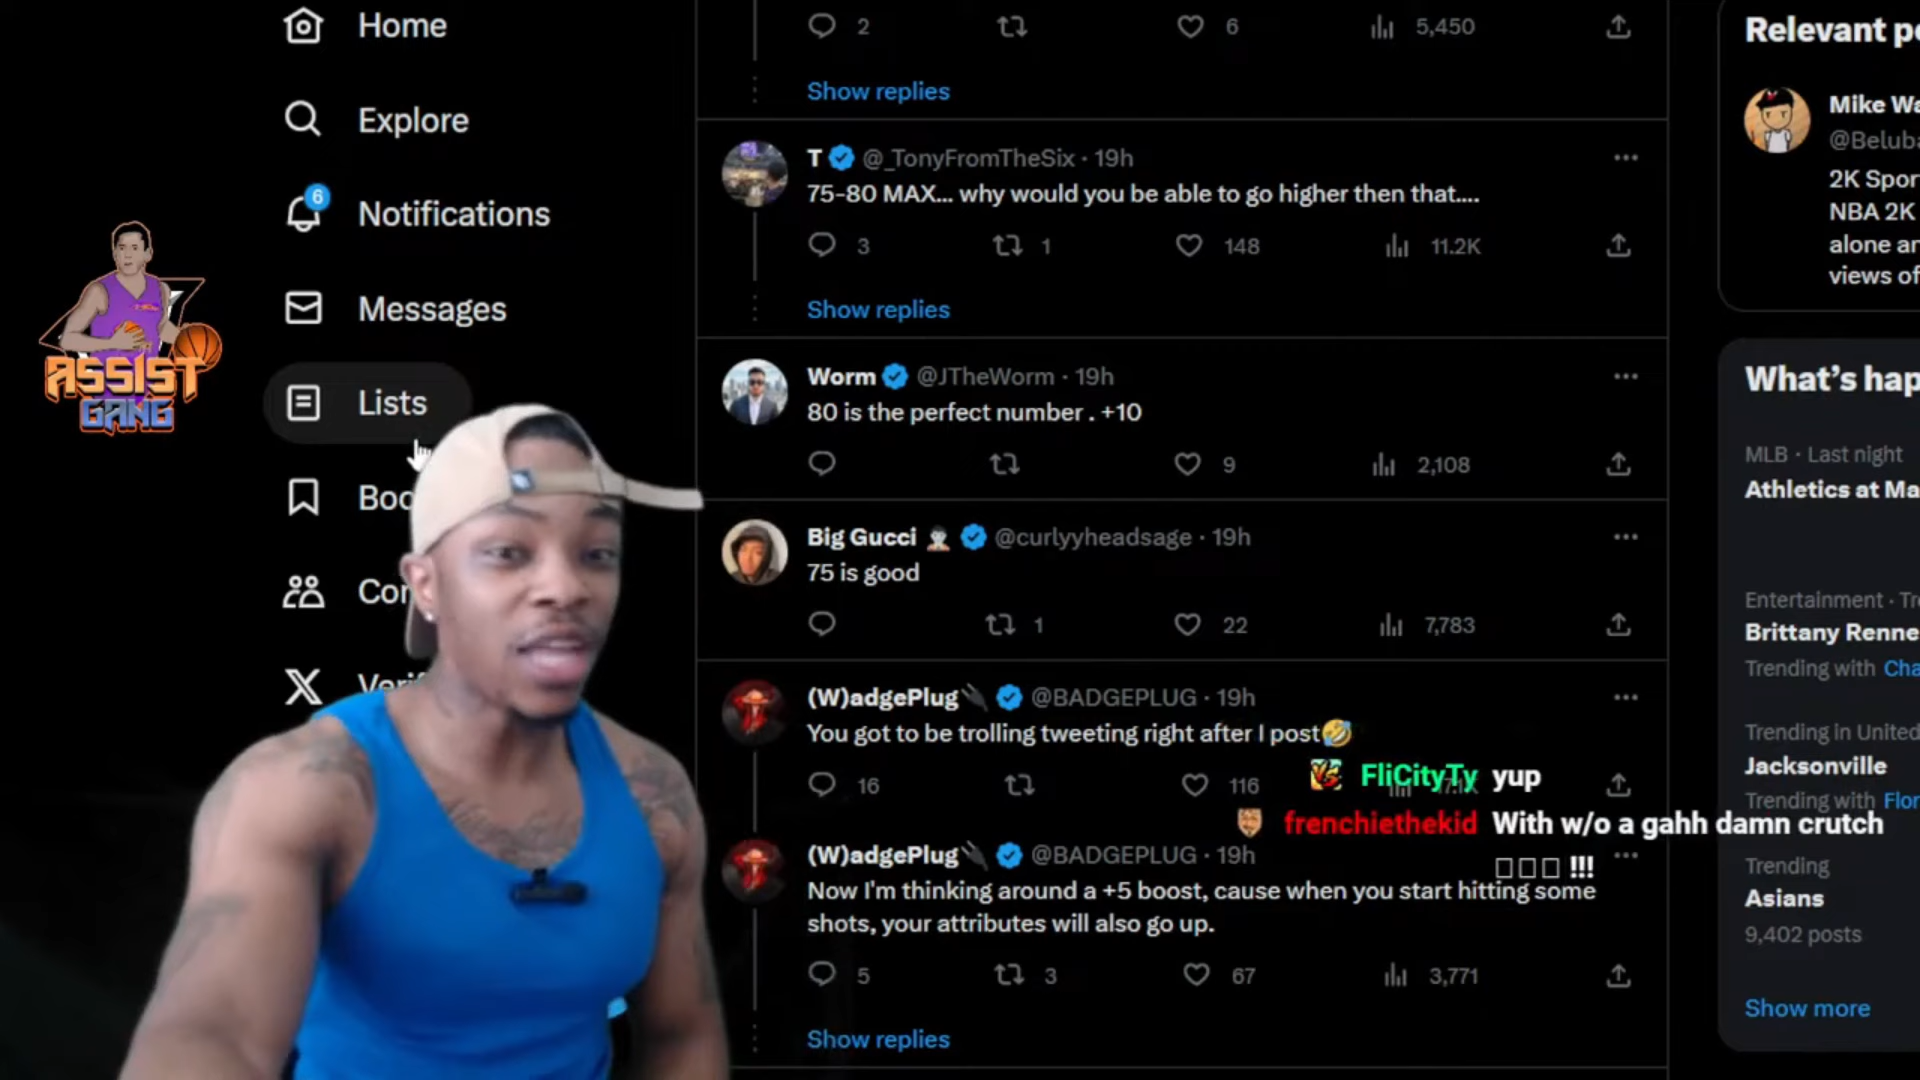 Home
Explore
6
Notifications
Messages
Lists
Boo
Co
Veri
ASSIST
GANG
2 6 5,450
Show replies
T @_TonyFromTheSix · 19h
75-80 MAX... why would you be able to go higher then that....
3 1 148 11.2K
Show replies
Worm @JTheWorm · 19h
80 is the perfect number . +10
9 2,108
Big Gucci @curlyyheadsage · 19h
75 is good
1 22 7,783
(W)adgePlug @BADGEPLUG · 19h
You got to be trolling tweeting right after I post🤣
16 116
FliCityTy yup
frenchiethekid With w/o a gahh damn crutch
□□□ !!!
(W)adgePlug @BADGEPLUG · 19h
Now I'm thinking around a +5 boost, cause when you start hitting some
shots, your attributes will also go up.
5 3 67 3,771
Show replies
Relevant pe
Mike Wa
@Beluba
2K Spor
NBA 2K
alone an
views of
What's hap
MLB · Last night
Athletics at Ma
Entertainment · Tre
Brittany Renne
Trending with Cha
Trending in United
Jacksonville
Trending with Flor
Trending
Asians
9,402 posts
Show more